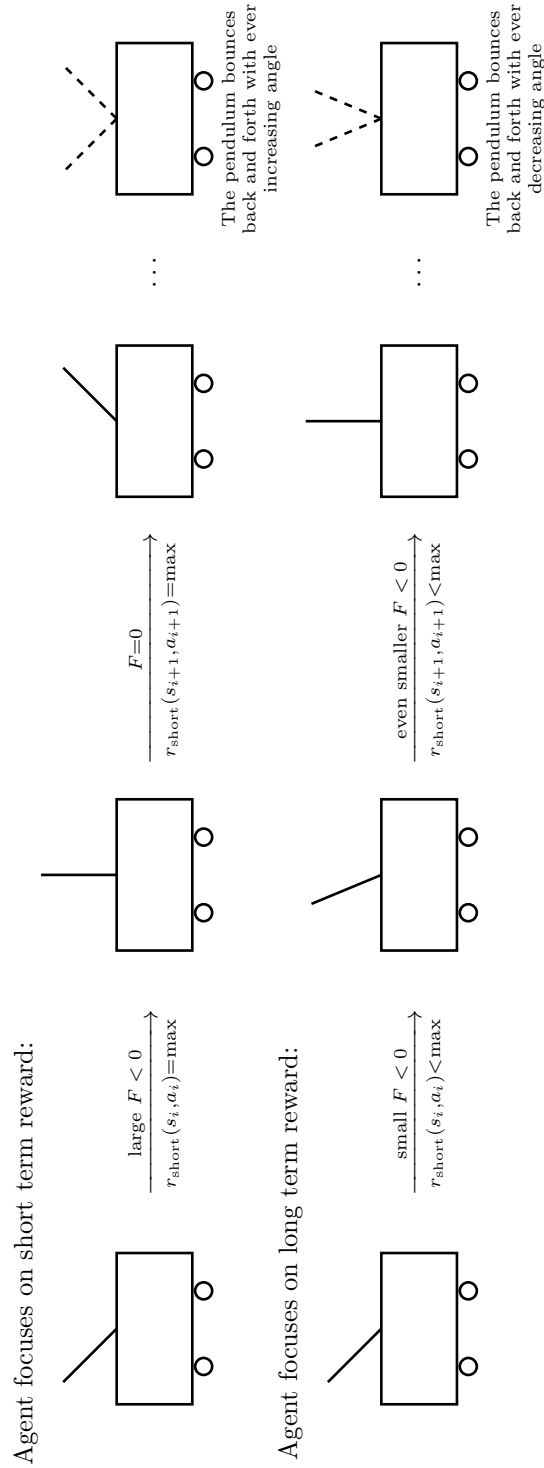 Agent focuses on short term reward:
large F < 0
r_short(s_i,a_i)=max
F=0
r_short(s_{i+1},a_{i+1})=max
...
The pendulum bounces
back and forth with ever
increasing angle
Agent focuses on long term reward:
small F < 0
r_short(s_i,a_i)<max
even smaller F < 0
r_short(s_{i+1},a_{i+1})<max
...
The pendulum bounces
back and forth with ever
decreasing angle